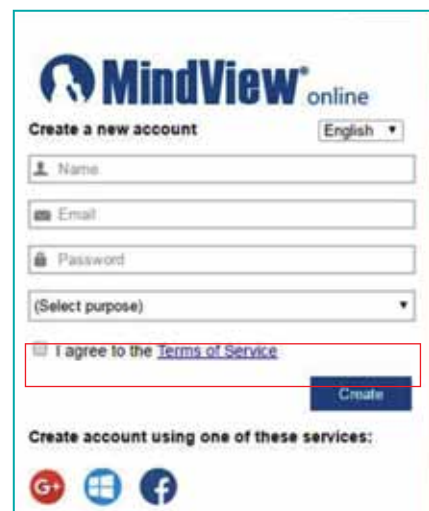 MindView® online
Create a new account English
Name
Email
Password
(Select purpose)
I agree to the Terms of Service
Create
Create account using one of these services:
G+ f